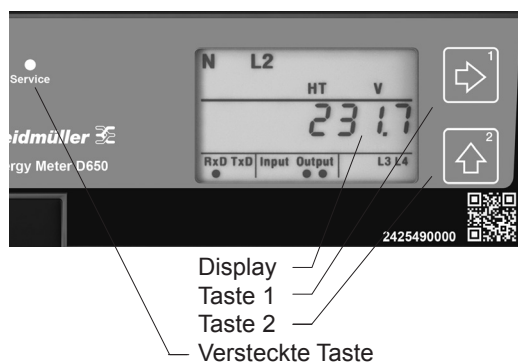 N L2
HT V
231.7
RxD TxD Input Output L3 L4
1
2
Service
eidmüller
ergy Meter D650
2425490000
Display
Taste 1
Taste 2
Versteckte Taste